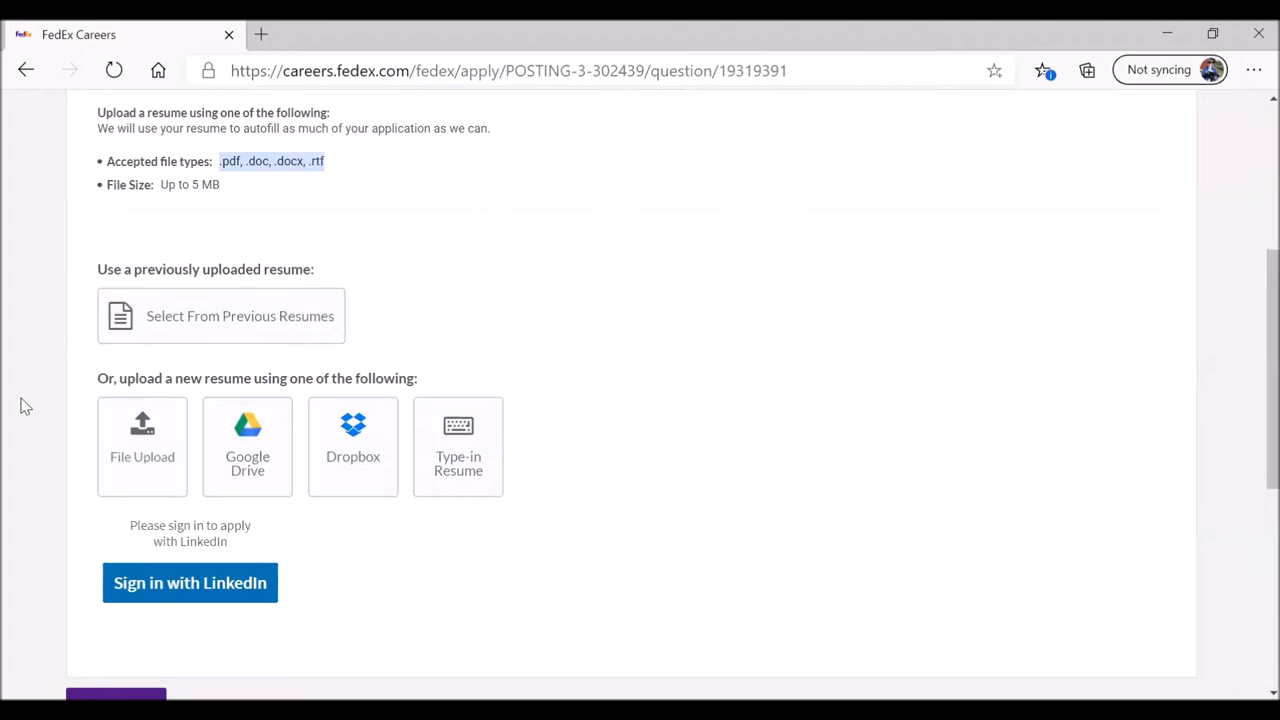 FedEx FedEx Careers
Not syncing
https://careers.fedex.com/fedex/apply/POSTING-3-302439/question/19319391
Upload a resume using one of the following:
We will use your resume to autofill as much of your application as we can.
• Accepted file types: .pdf, .doc, .docx, .rtf
• File Size: Up to 5 MB
Use a previously uploaded resume:
Select From Previous Resumes
Or, upload a new resume using one of the following:
File Upload
Google
Drive
Dropbox
Type-in
Resume
Please sign in to apply
with LinkedIn
Sign in with LinkedIn